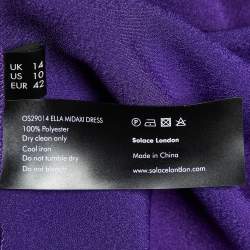 UK 14
US 10
EUR 42
OS29014 ELLA MIDAXI DRESS
100% Polyester
Dry clean only
Cool iron
Do not tumble dry
Do not bleach
Solace London
Made in China
www.solacelondon.com